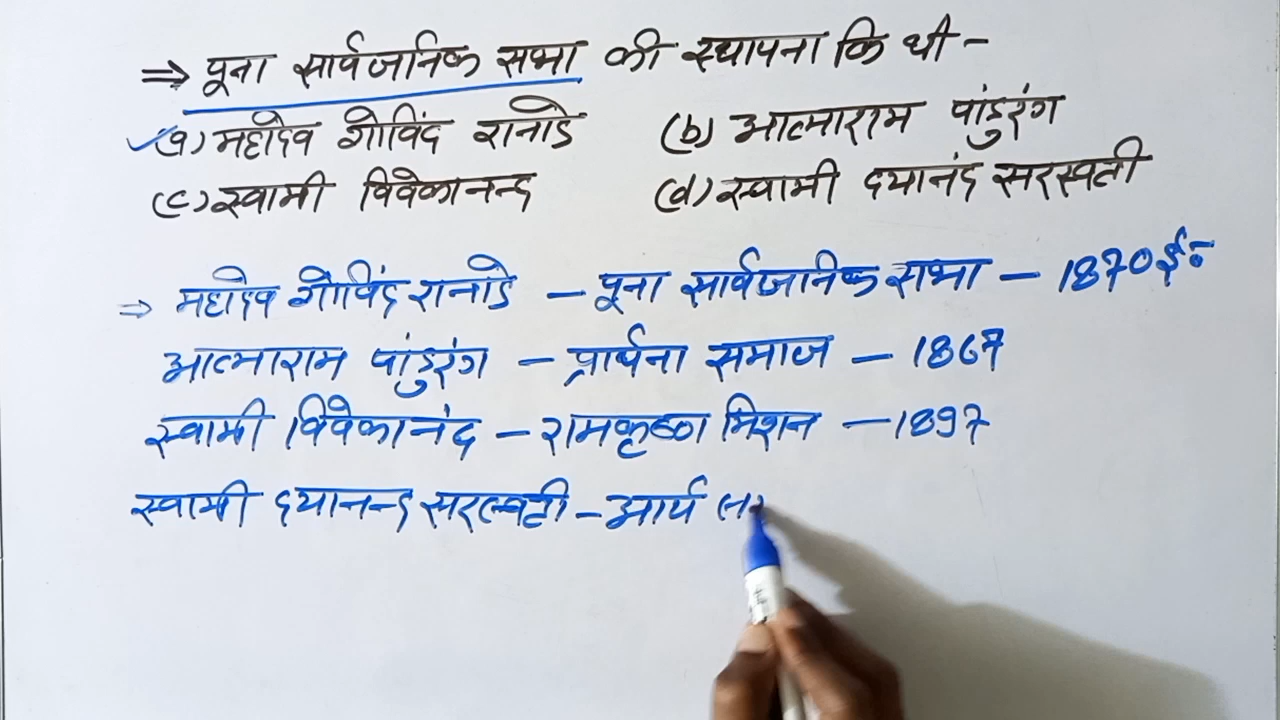 ⇒ पूना सार्वजनिक सभा की स्थापना कि थी -
(a) महादेव गोविंद रानाडे (b) आत्माराम पांडुरंग
(c) स्वामी विवेकानन्द (d) स्वामी दयानंद सरस्वती
⇒ महादेव गोविंद रानाडे - पूना सार्वजनिक सभा - 1870 ई॰
आत्माराम पांडुरंग - प्रार्थना समाज - 1867
स्वामी विवेकानंद - रामकृष्ण मिशन - 1897
स्वामी दयानन्द सरस्वती - आर्य